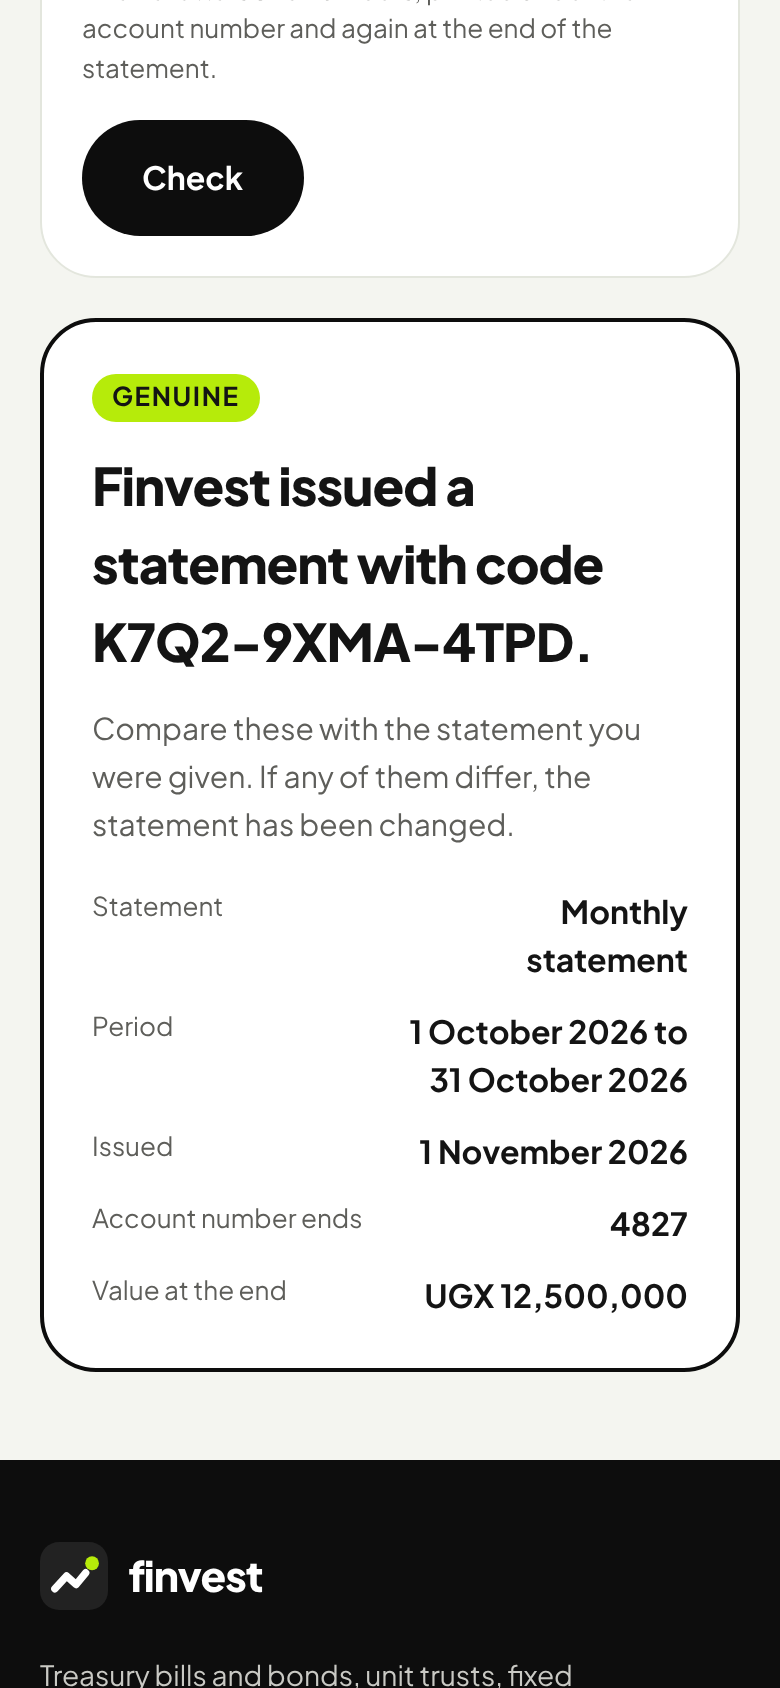 account number and again at the end of the
statement.
Check
GENUINE
Finvest issued a
statement with code
K7Q2-9XMA-4TPD.
Compare these with the statement you
were given. If any of them differ, the
statement has been changed.
Statement
Monthly
statement
Period
1 October 2026 to
31 October 2026
Issued
1 November 2026
Account number ends
4827
Value at the end
UGX 12,500,000
finvest
Treasury bills and bonds, unit trusts, fixed